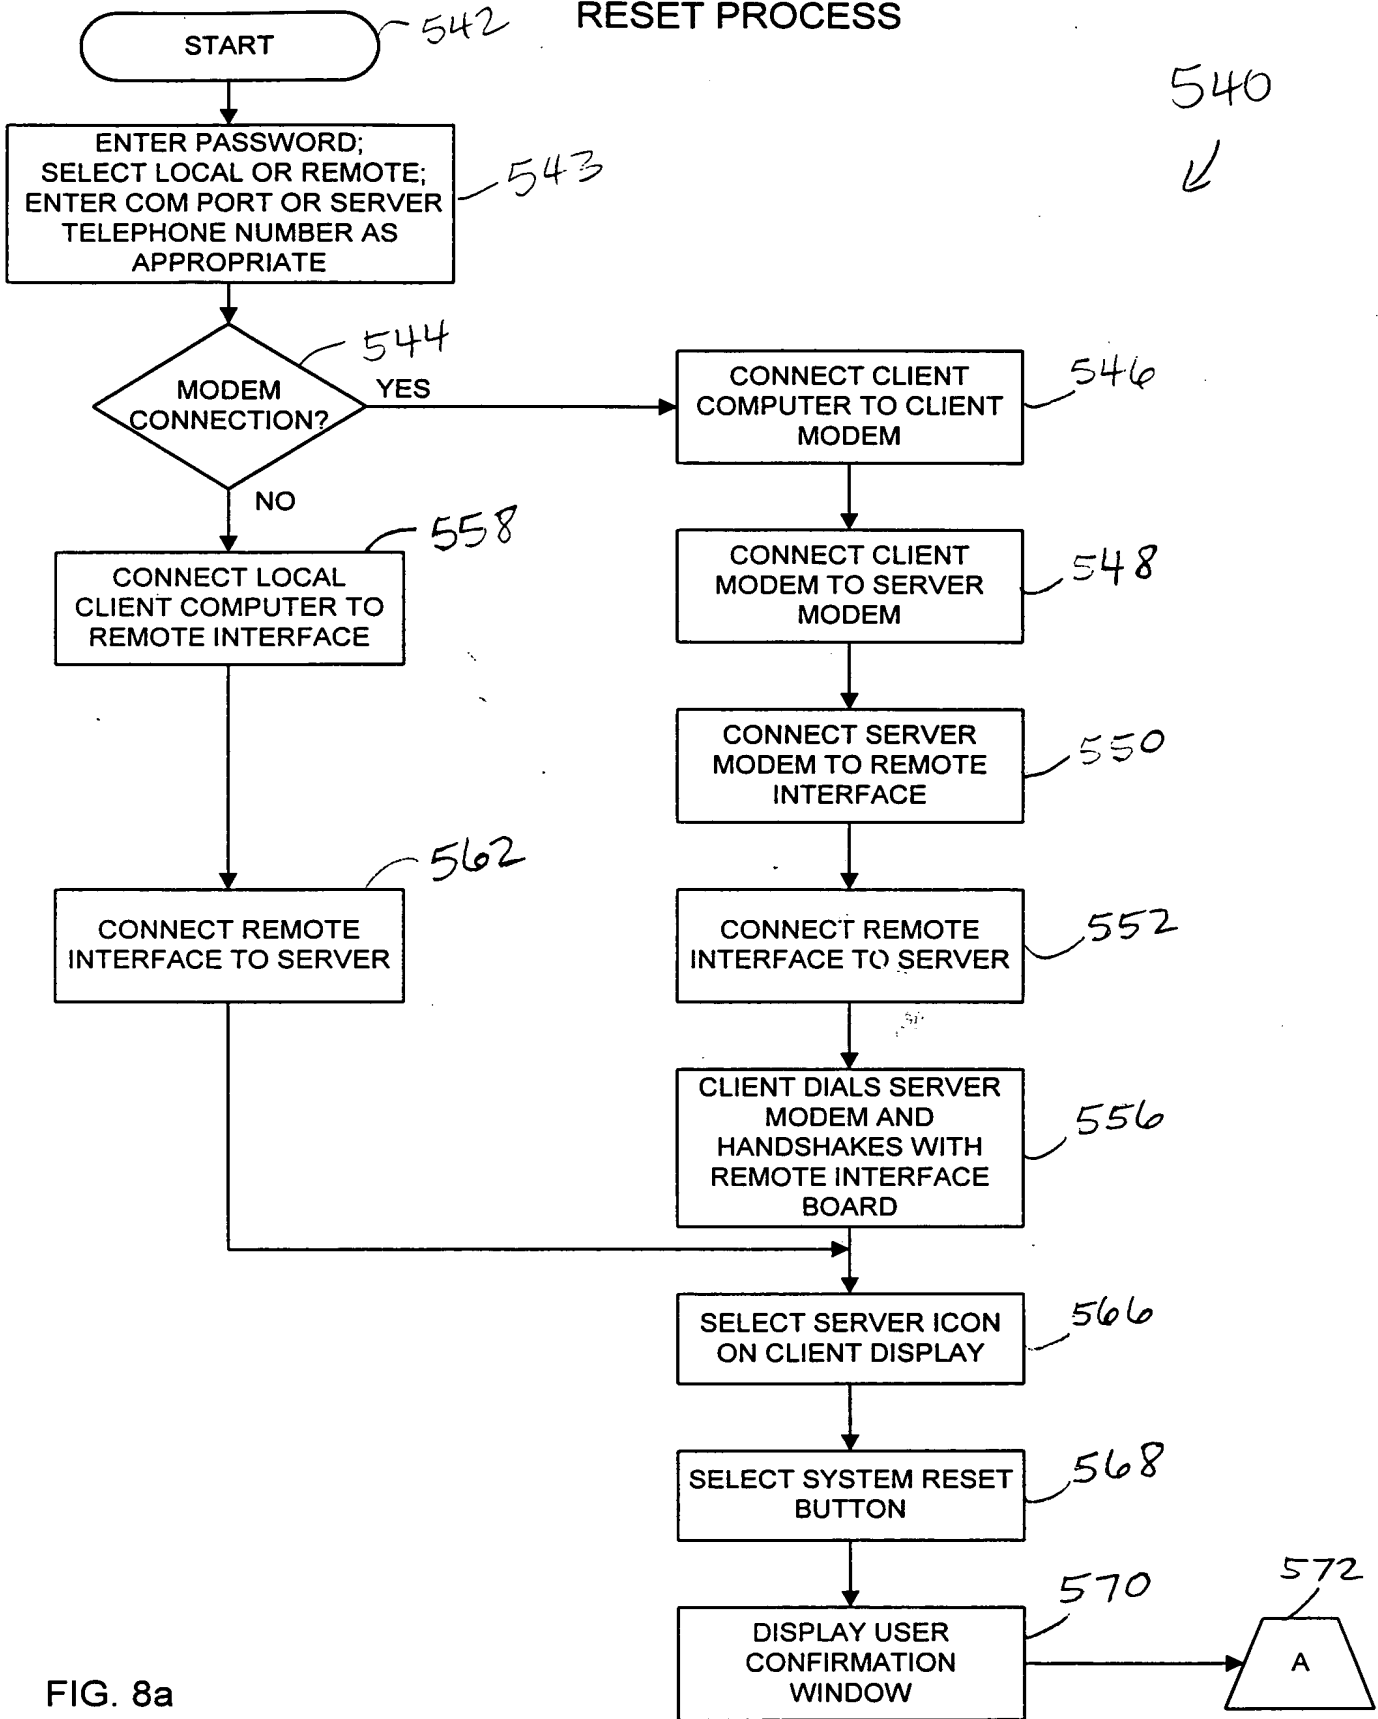 RESET PROCESS
START
542
540
ENTER PASSWORD;
SELECT LOCAL OR REMOTE;
ENTER COM PORT OR SERVER
TELEPHONE NUMBER AS
APPROPRIATE
543
544
MODEM
CONNECTION?
YES
NO
CONNECT CLIENT
COMPUTER TO CLIENT
MODEM
546
558
CONNECT LOCAL
CLIENT COMPUTER TO
REMOTE INTERFACE
CONNECT CLIENT
MODEM TO SERVER
MODEM
548
CONNECT SERVER
MODEM TO REMOTE
INTERFACE
550
562
CONNECT REMOTE
INTERFACE TO SERVER
CONNECT REMOTE
INTERFACE TO SERVER
552
CLIENT DIALS SERVER
MODEM AND
HANDSHAKES WITH
REMOTE INTERFACE
BOARD
556
SELECT SERVER ICON
ON CLIENT DISPLAY
566
SELECT SYSTEM RESET
BUTTON
568
DISPLAY USER
CONFIRMATION
WINDOW
570
572
A
FIG. 8a